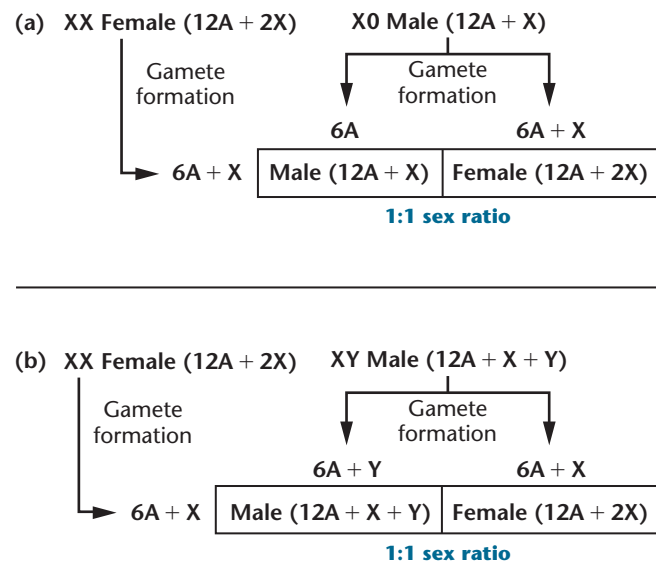 (a) XX Female (12A + 2X) X0 Male (12A + X)
Gamete
formation
Gamete
formation
6A 6A + X
6A + X Male (12A + X) Female (12A + 2X)
1:1 sex ratio
(b) XX Female (12A + 2X) XY Male (12A + X + Y)
Gamete
formation
Gamete
formation
6A + Y 6A + X
6A + X Male (12A + X + Y) Female (12A + 2X)
1:1 sex ratio